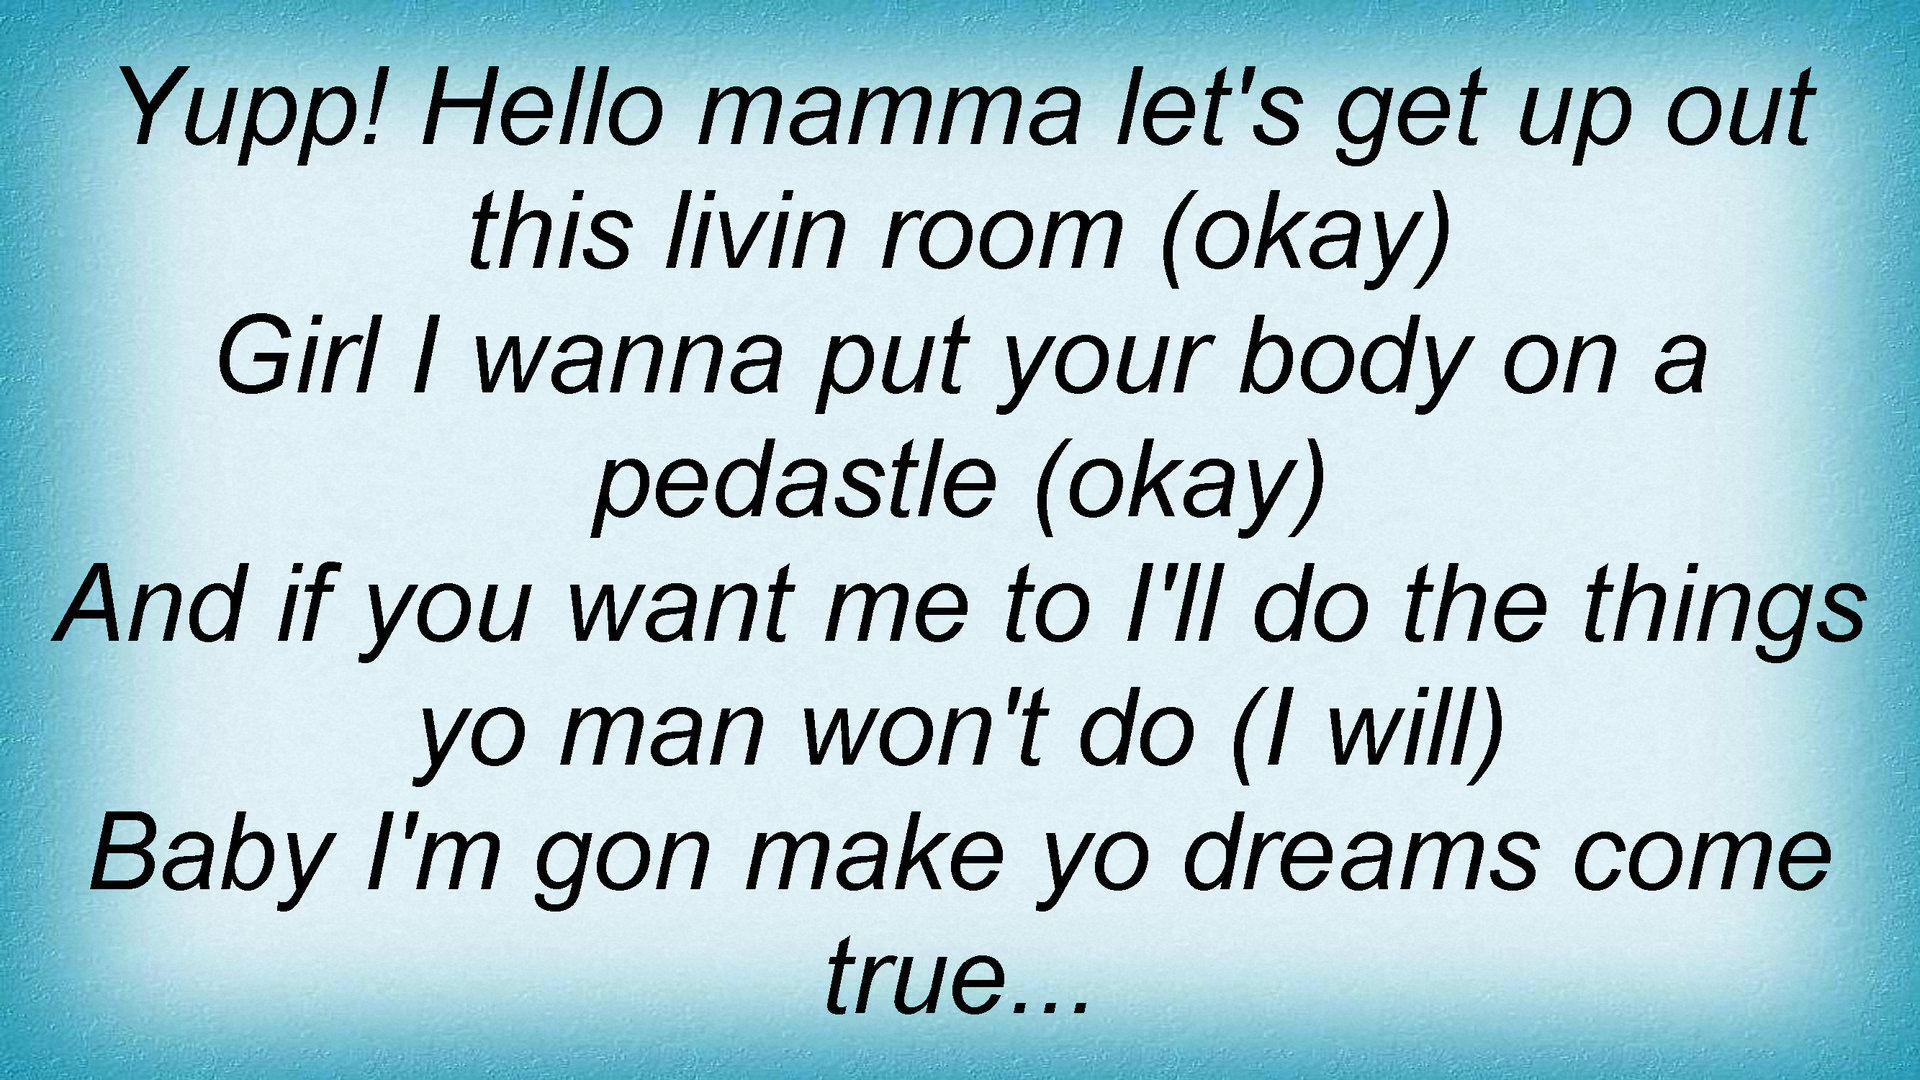 Yupp! Hello mamma let's get up out
this livin room (okay)
Girl I wanna put your body on a
pedastle (okay)
And if you want me to I'll do the things
yo man won't do (I will)
Baby I'm gon make yo dreams come
true...